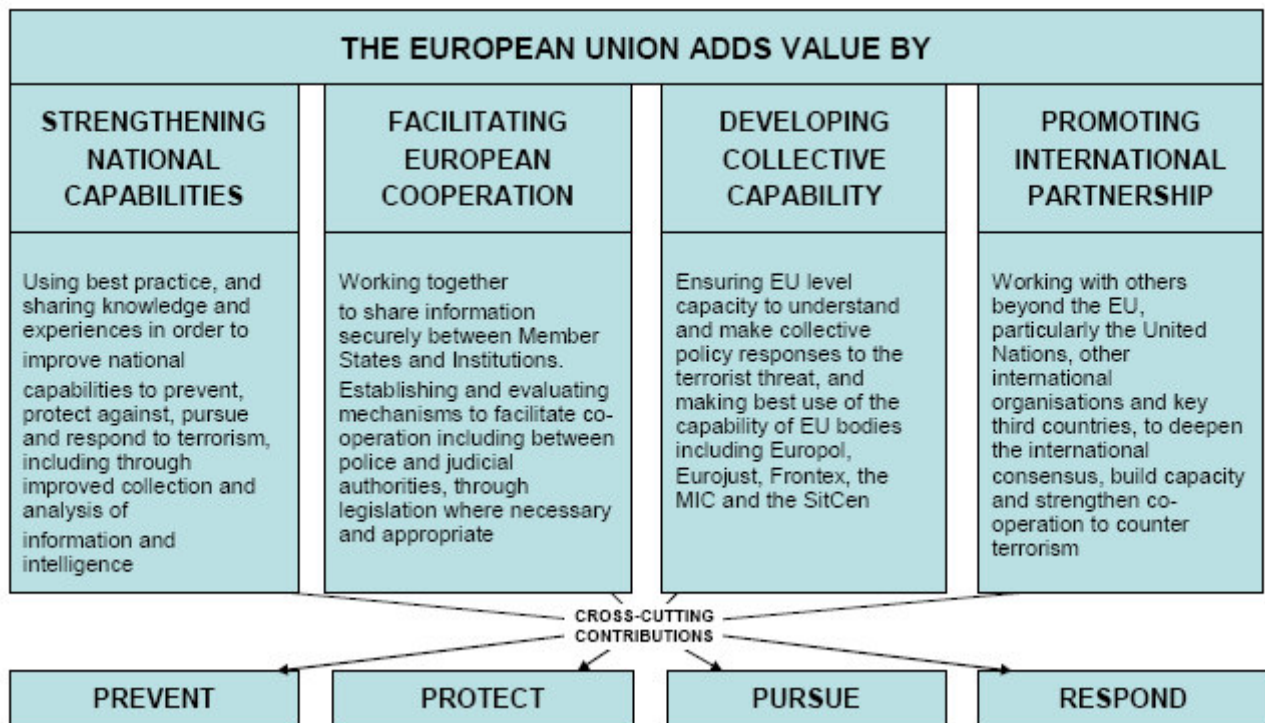 THE EUROPEAN UNION ADDS VALUE BY
STRENGTHENING
NATIONAL
CAPABILITIES
Using best practice, and
sharing knowledge and
experiences in order to
improve national
capabilities to prevent,
protect against, pursue
and respond to terrorism,
including through
improved collection and
analysis of
information and
intelligence
FACILITATING
EUROPEAN
COOPERATION
Working together
to share information
securely between Member
States and Institutions.
Establishing and evaluating
mechanisms to facilitate co-
operation including between
police and judicial
authorities, through
legislation where necessary
and appropriate
DEVELOPING
COLLECTIVE
CAPABILITY
Ensuring EU level
capacity to understand
and make collective
policy responses to the
terrorist threat, and
making best use of the
capability of EU bodies
including Europol,
Eurojust, Frontex, the
MIC and the SitCen
PROMOTING
INTERNATIONAL
PARTNERSHIP
Working with others
beyond the EU,
particularly the United
Nations, other
international
organisations and key
third countries, to deepen
the international
consensus, build capacity
and strengthen co-
operation to counter
terrorism
CROSS-CUTTING
CONTRIBUTIONS
PREVENT
PROTECT
PURSUE
RESPOND